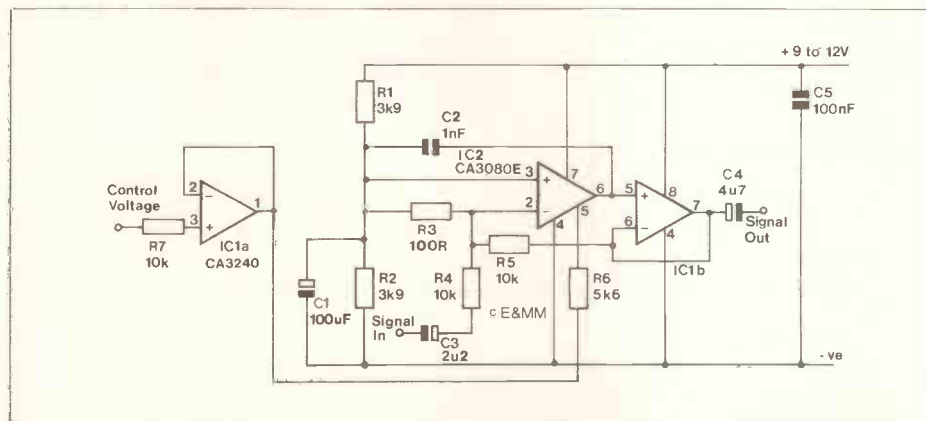 + 9 to 12V
R1
3k9
C2
1nF
IC2
CA3080E
C5
100nF
C4
4u7
Control
Voltage
2
-
3
+
1
R7
10k
IC1a
CA3240
3
+
2
-
7
6
5
4
5
+
6
-
8
7
4
Signal
Out
IC1b
R3
100R
R5
10k
R2
3k9
R4
10k
R6
5k6
C1
100uF
Signal
In
C3
2u2
c E&MM
-ve